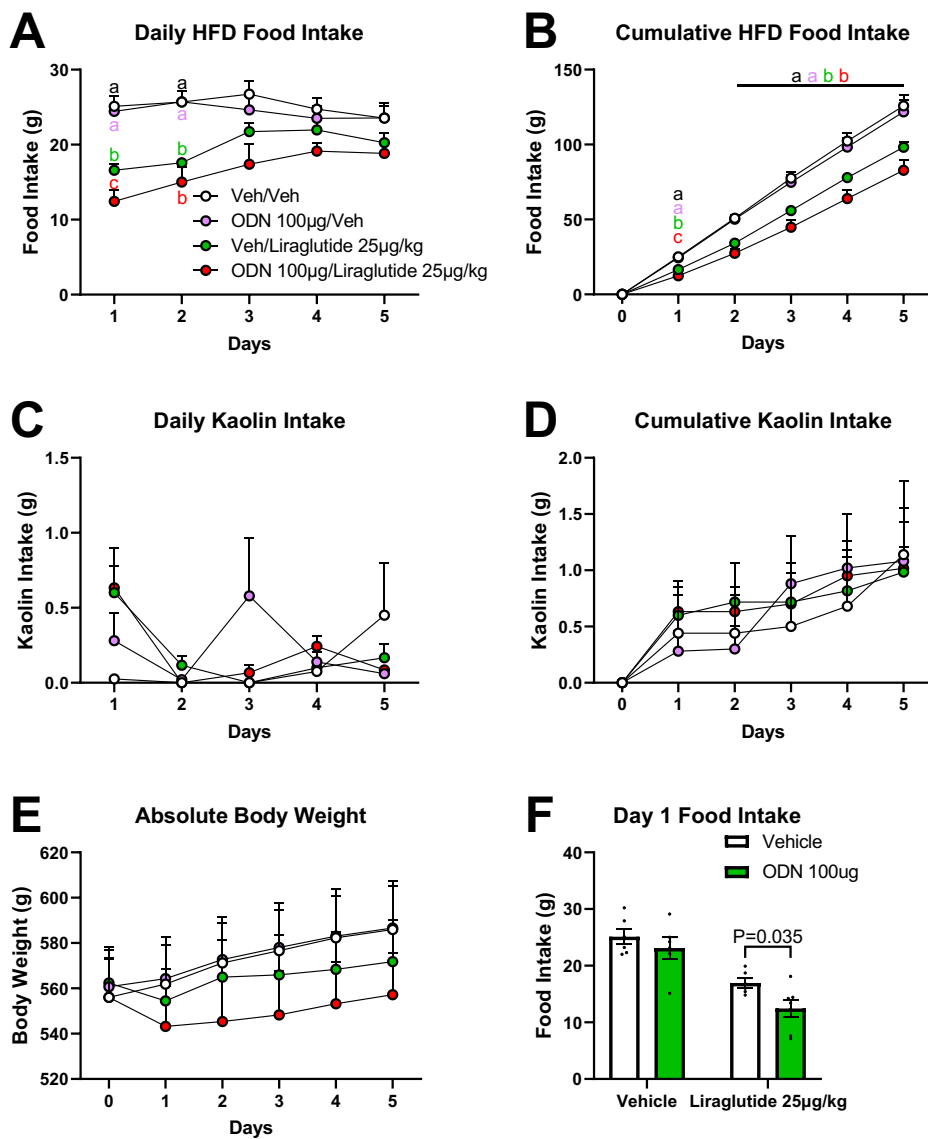 A
Daily HFD Food Intake
Food Intake (g)
30
20
10
0
a
a
a
a
b
b
c
b
Veh/Veh
ODN 100µg/Veh
Veh/Liraglutide 25µg/kg
ODN 100µg/Liraglutide 25µg/kg
1 2 3 4 5
Days
B
Cumulative HFD Food Intake
Food Intake (g)
150
100
50
0
a a b b
a
a
b
c
0 1 2 3 4 5
Days
C
Daily Kaolin Intake
Kaolin Intake (g)
1.5
1.0
0.5
0.0
1 2 3 4 5
Days
D
Cumulative Kaolin Intake
Kaolin Intake (g)
2.0
1.5
1.0
0.5
0.0
0 1 2 3 4 5
Days
E
Absolute Body Weight
Body Weight (g)
620
600
580
560
540
520
0 1 2 3 4 5
Days
F
Day 1 Food Intake
Vehicle
ODN 100ug
Food Intake (g)
40
30
20
10
0
P=0.035
Vehicle Liraglutide 25µg/kg